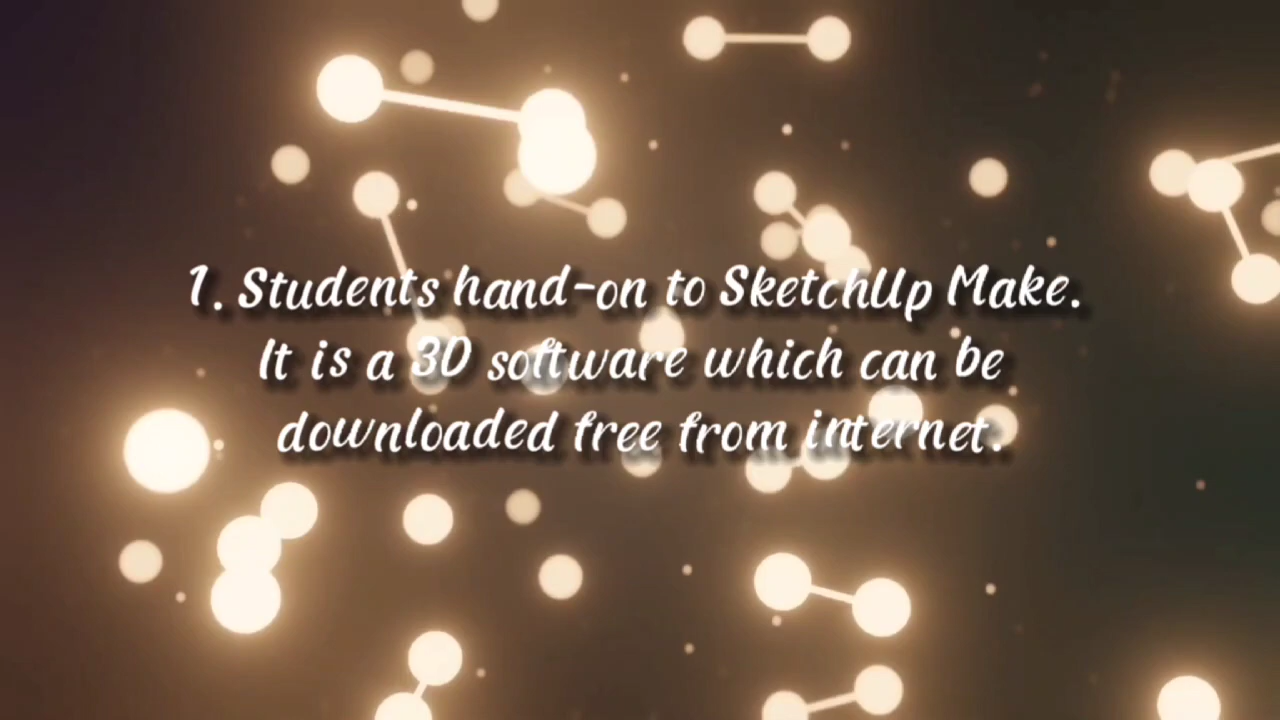 1. Students hand-on to SketchUp Make.
It is a 3D software which can be
downloaded free from internet.